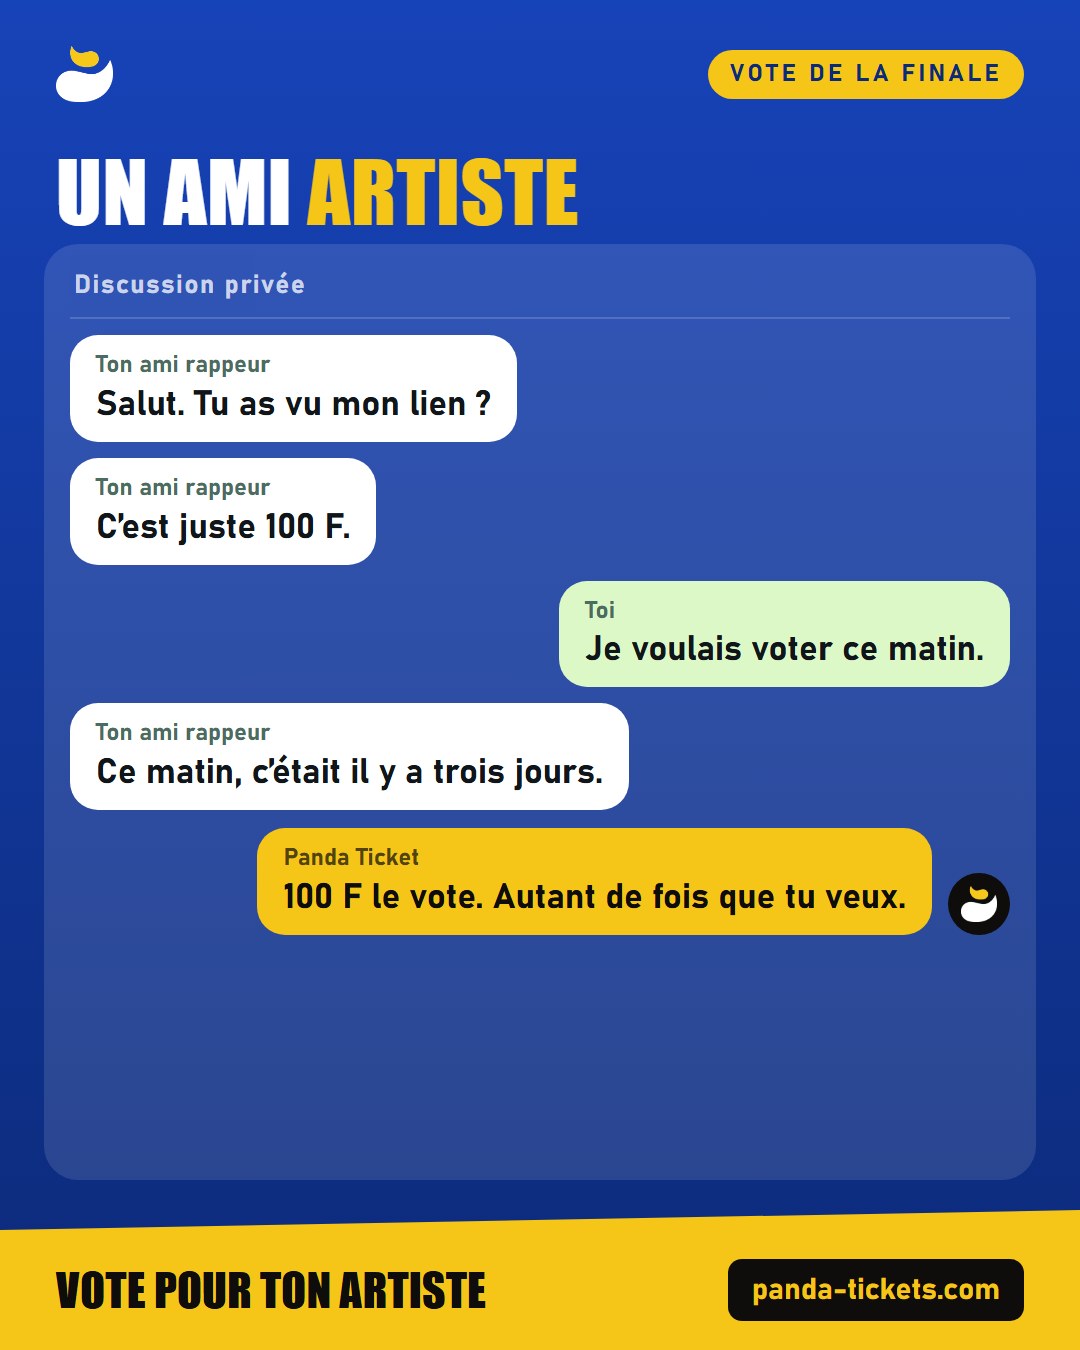 VOTE DE LA FINALE
UN AMI ARTISTE
Discussion privée
Ton ami rappeur
Salut. Tu as vu mon lien ?
Ton ami rappeur
C'est juste 100 F.
Toi
Je voulais voter ce matin.
Ton ami rappeur
Ce matin, c'était il y a trois jours.
Panda Ticket
100 F le vote. Autant de fois que tu veux.
VOTE POUR TON ARTISTE
panda-tickets.com